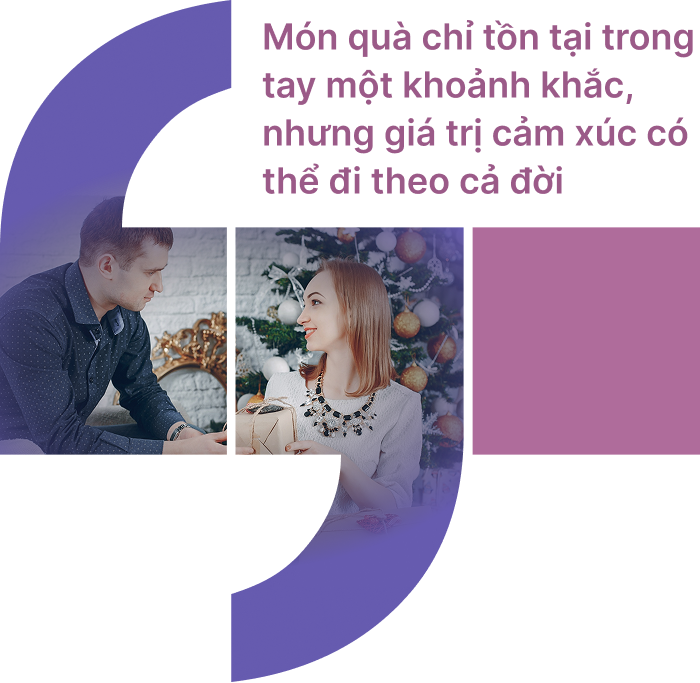 Món quà chỉ tồn tại trong
tay một khoảnh khắc,
nhưng giá trị cảm xúc có
thể đi theo cả đời